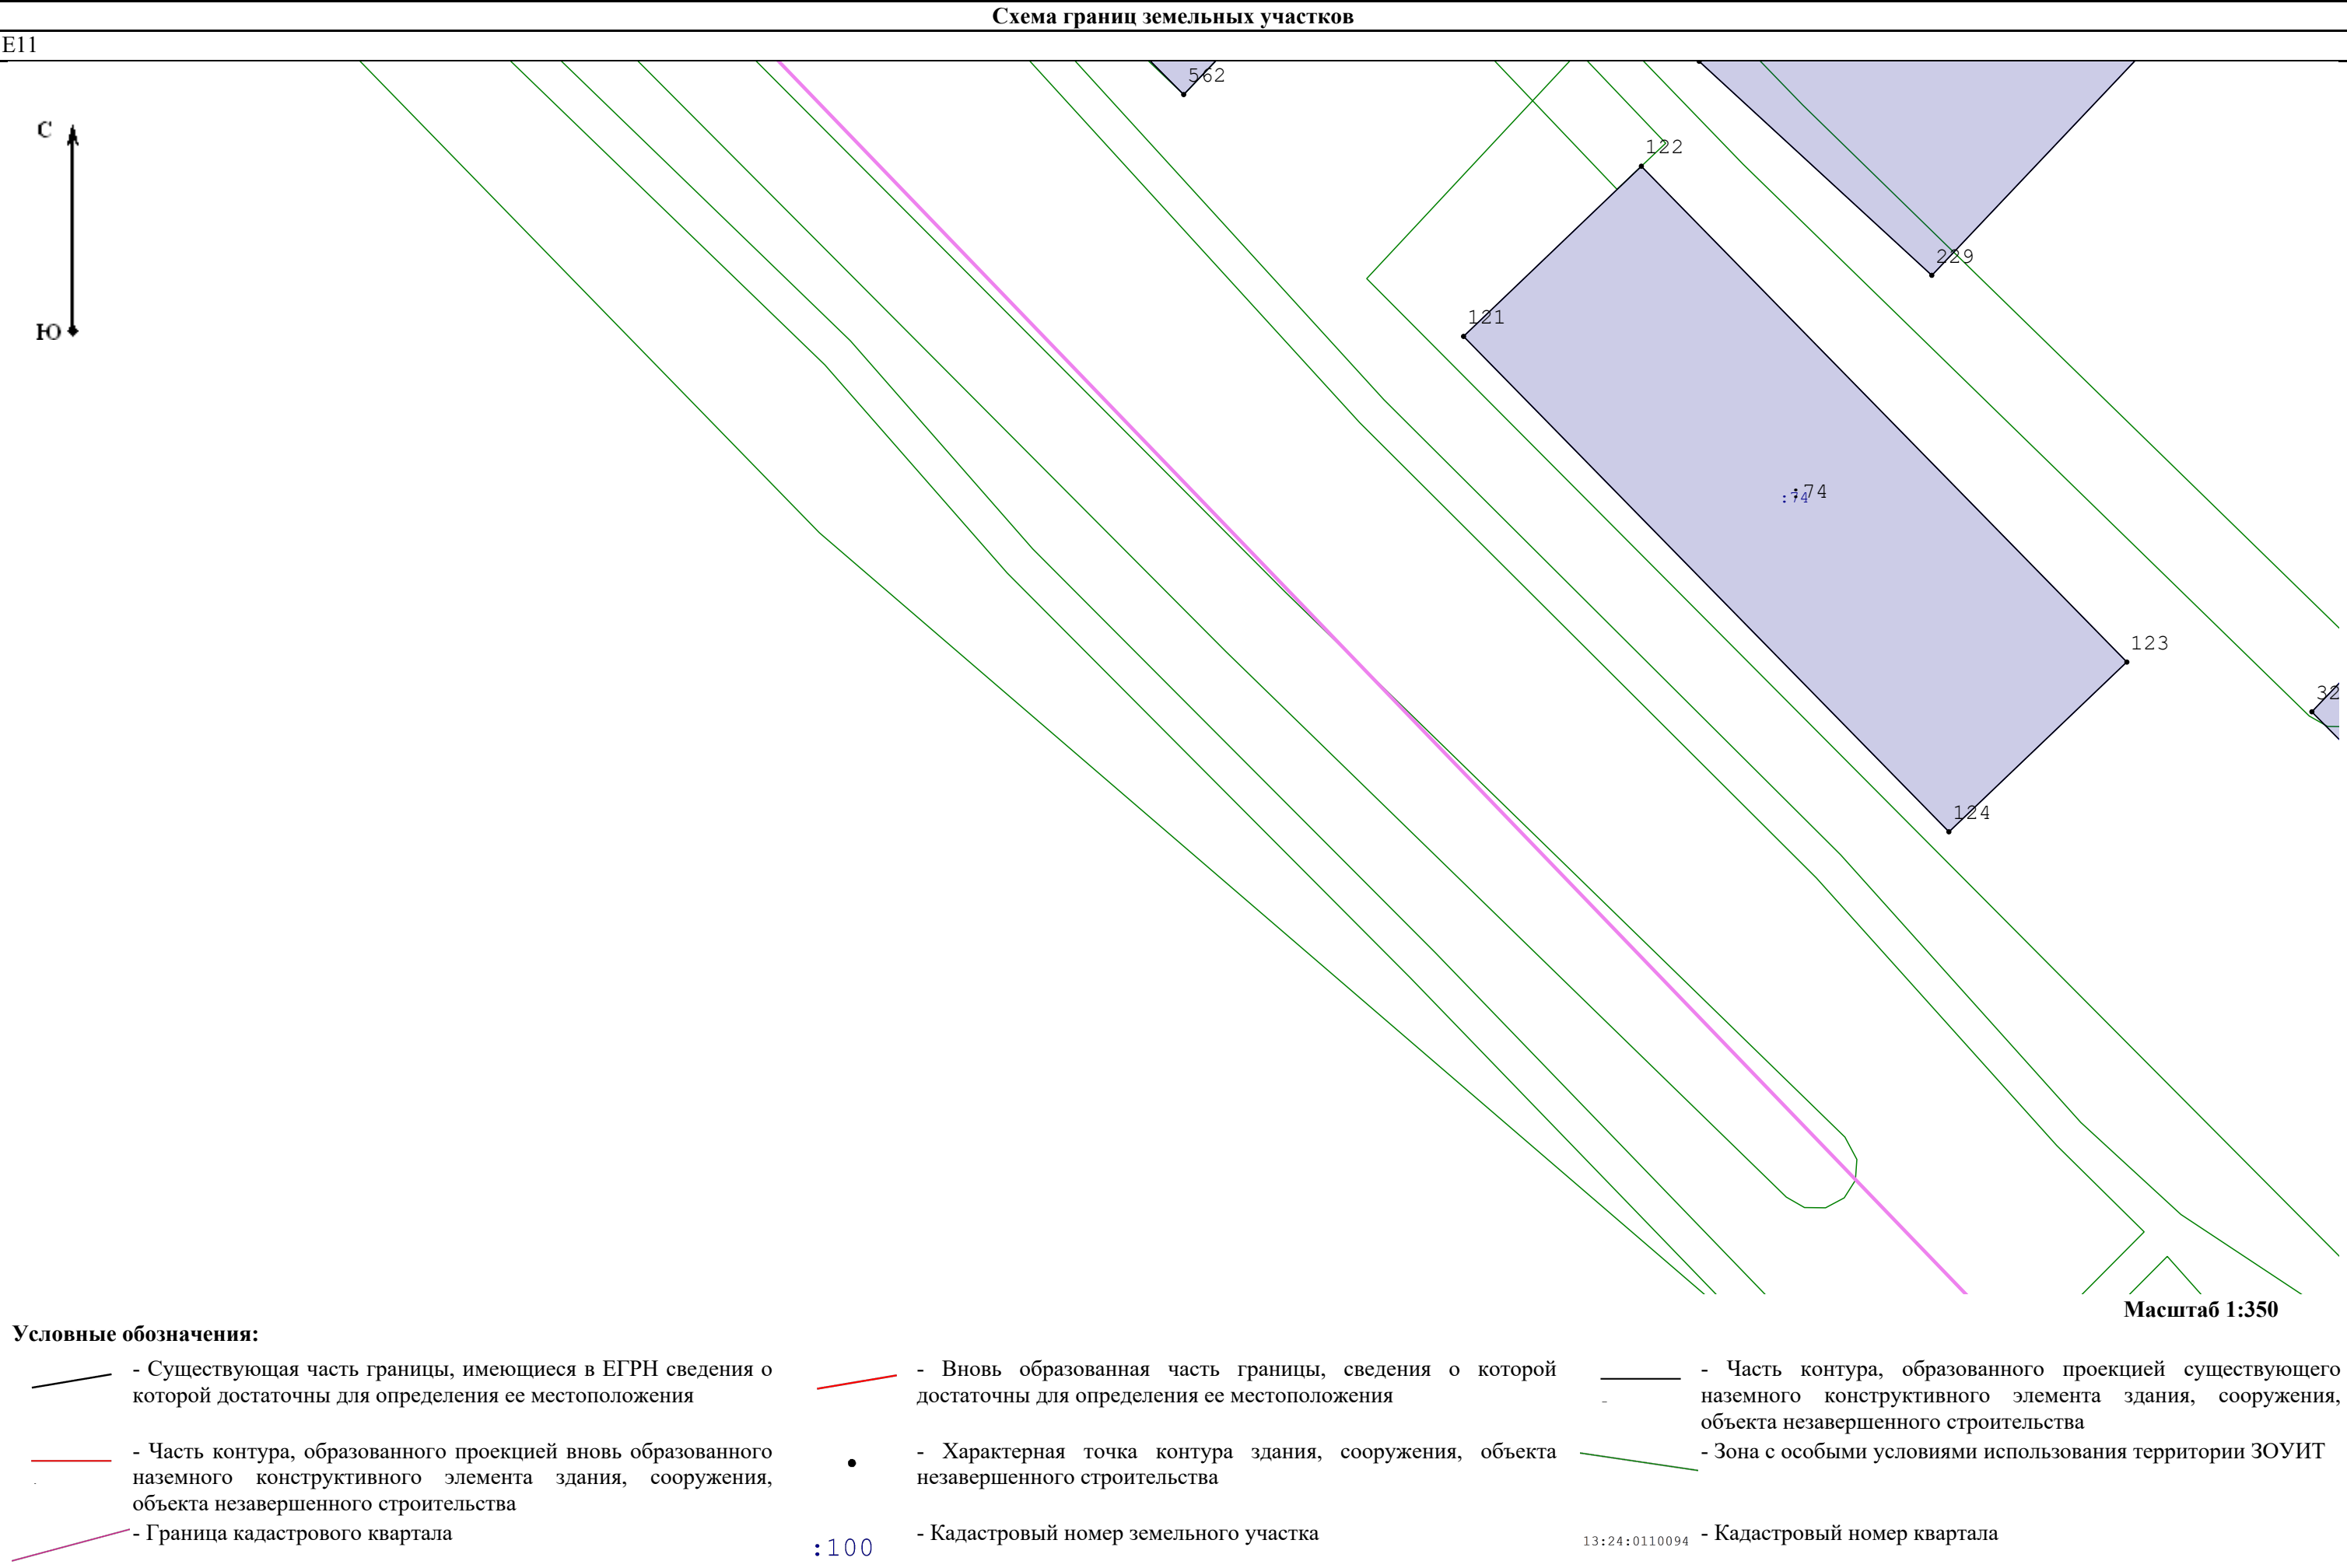 Схема границ земельных участков
Е11
562
С
122
229
Ю
121
:74
:74
123
32
124
Масштаб 1:350
Условные обозначения:
- Существующая часть границы, имеющиеся в ЕГРН сведения о
которой достаточны для определения ее местоположения
- Вновь образованная часть границы, сведения о которой
достаточны для определения ее местоположения
- Часть контура, образованного проекцией существующего
наземного конструктивного элемента здания, сооружения,
объекта незавершенного строительства
- Часть контура, образованного проекцией вновь образованного
наземного конструктивного элемента здания, сооружения,
объекта незавершенного строительства
- Характерная точка контура здания, сооружения, объекта
незавершенного строительства
- Зона с особыми условиями использования территории ЗОУИТ
- Граница кадастрового квартала
:100
- Кадастровый номер земельного участка
13:24:0110094
- Кадастровый номер квартала